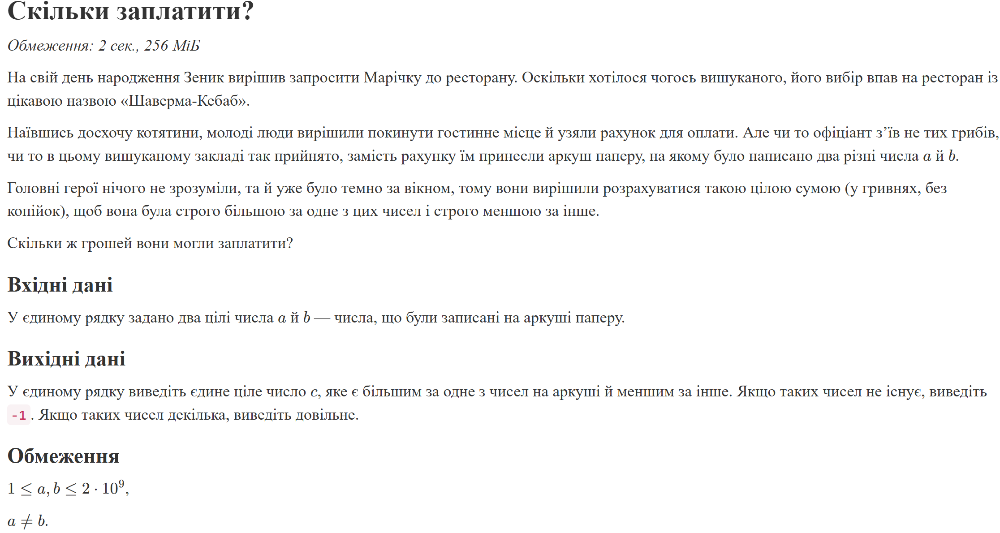 Скільки заплатити?
Обмеження: 2 сек., 256 МіБ
На свій день народження Зеник вирішив запросити Марічку до ресторану. Оскільки хотілося чогось вишуканого, його вибір впав на ресторан із
цікавою назвою «Шаверма-Кебаб».
Наївшись досхочу котятини, молоді люди вирішили покинути гостинне місце й узяли рахунок для оплати. Але чи то офіціант з’їв не тих грибів,
чи то в цьому вишуканому закладі так прийнято, замість рахунку їм принесли аркуш паперу, на якому було написано два різні числа a й b.
Головні герої нічого не зрозуміли, та й уже було темно за вікном, тому вони вирішили розрахуватися такою цілою сумою (у гривнях, без
копійок), щоб вона була строго більшою за одне з цих чисел і строго меншою за інше.
Скільки ж грошей вони могли заплатити?
Вхідні дані
У єдиному рядку задано два цілі числа a й b — числа, що були записані на аркуші паперу.
Вихідні дані
У єдиному рядку виведіть єдине ціле число c, яке є більшим за одне з чисел на аркуші й меншим за інше. Якщо таких чисел не існує, виведіть
-1. Якщо таких чисел декілька, виведіть довільне.
Обмеження
1 ≤ a, b ≤ 2 · 10⁹,
a ≠ b.